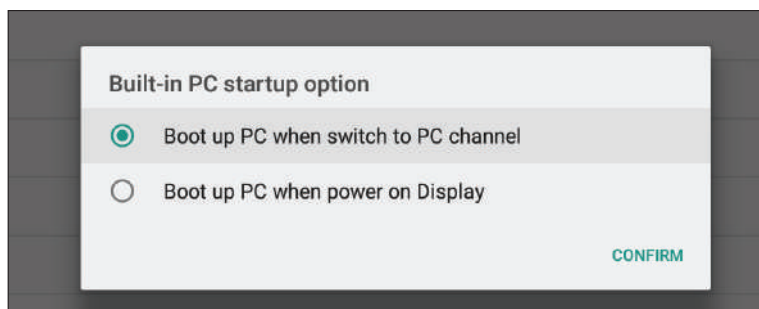 Built-in PC startup option
Boot up PC when switch to PC channel
Boot up PC when power on Display
CONFIRM